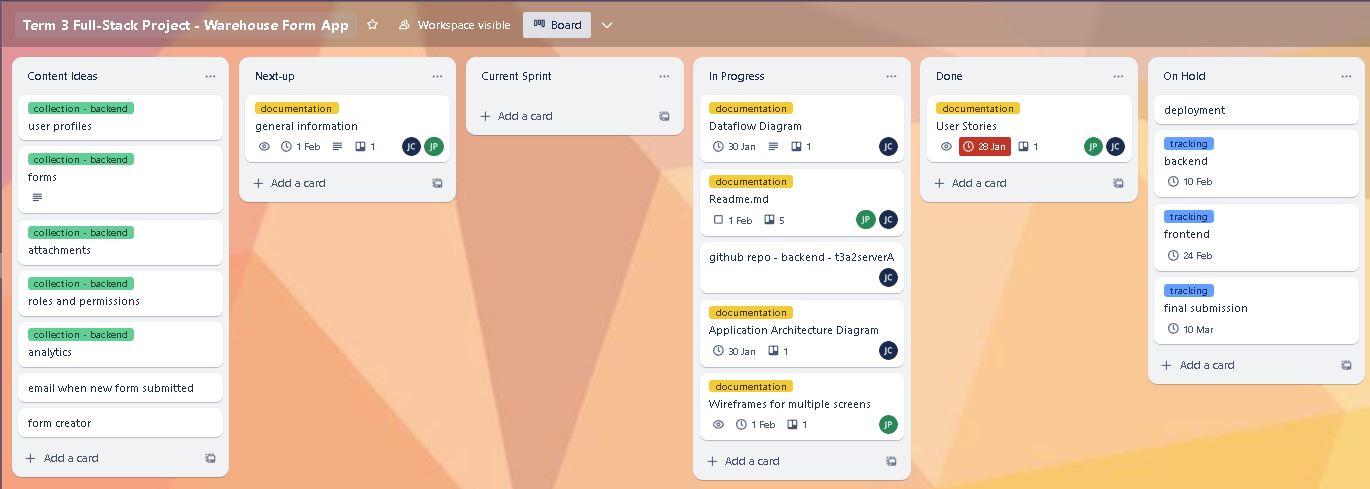 Term 3 Full-Stack Project - Warehouse Form App
Workspace visible
Board
Content Ideas
collection - backend
user profiles
collection - backend
forms
collection - backend
attachments
collection - backend
roles and permissions
collection - backend
analytics
email when new form submitted
form creator
+ Add a card
Next-up
documentation
general information
1 Feb 1 JC JP
+ Add a card
Current Sprint
+ Add a card
In Progress
documentation
Dataflow Diagram
30 Jan 1 JC
documentation
Readme.md
1 Feb 5 JP JC
github repo - backend - t3a2serverA
JC
documentation
Application Architecture Diagram
30 Jan 1 JC
documentation
Wireframes for multiple screens
1 Feb 1 JP
+ Add a card
Done
documentation
User Stories
28 Jan 1 JP JC
+ Add a card
On Hold
deployment
tracking
backend
10 Feb
tracking
frontend
24 Feb
tracking
final submission
10 Mar
+ Add a card